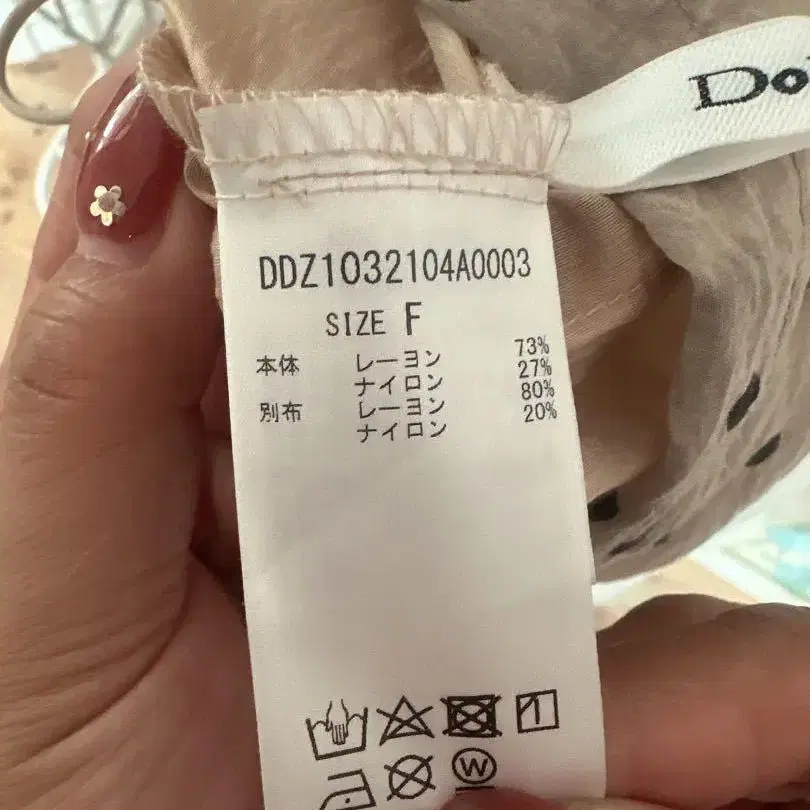 Do
DDZ1032104A0003
SIZE F
本体 レーヨン 73%
ナイロン 27%
別布 レーヨン 80%
ナイロン 20%
W